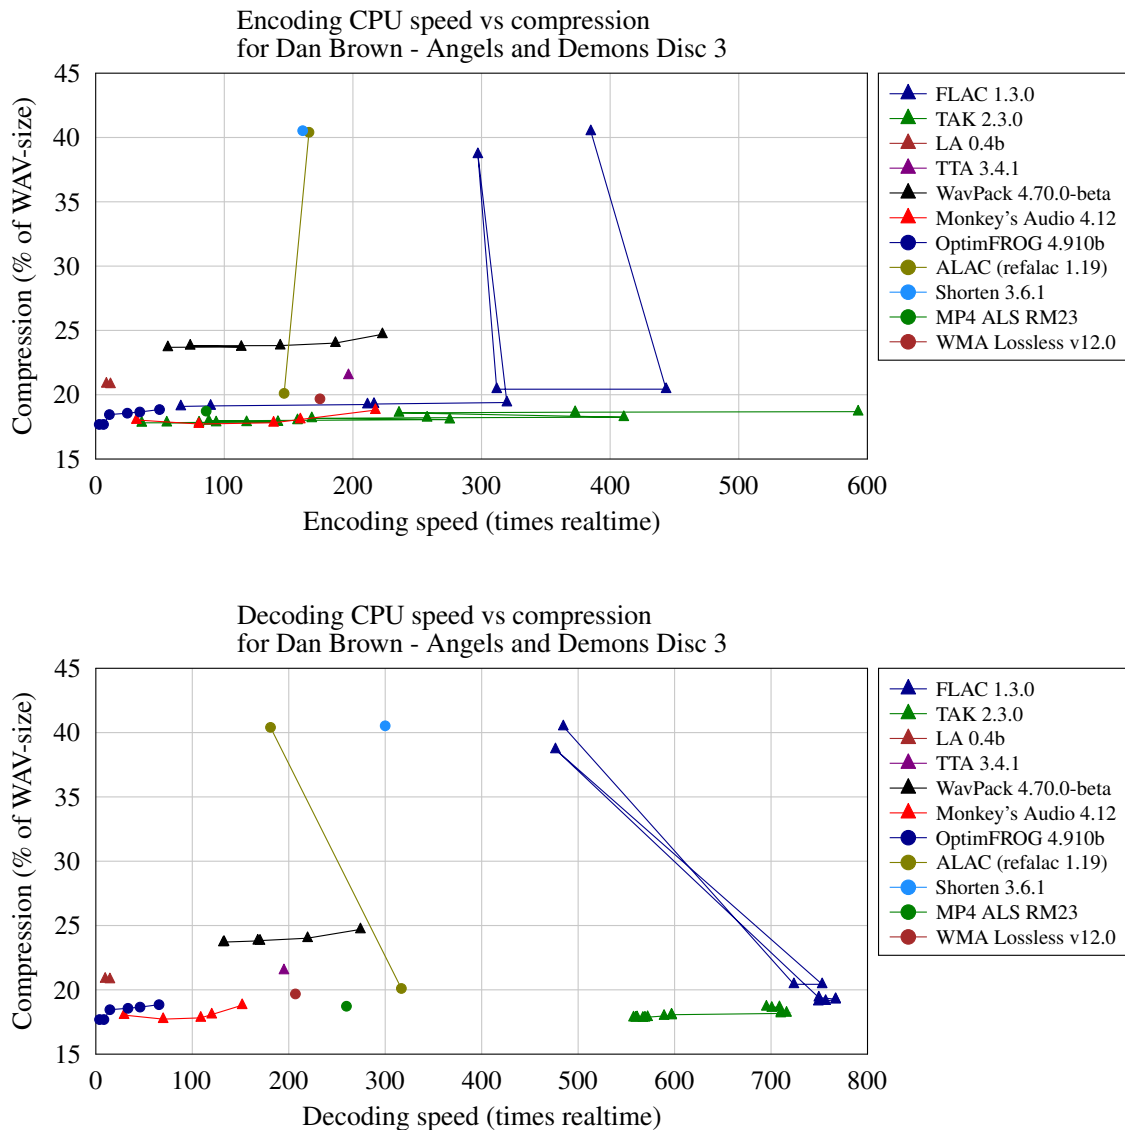 Encoding CPU speed vs compression
for Dan Brown - Angels and Demons Disc 3
Compression (% of WAV-size)
45
40
35
30
25
20
15
0 100 200 300 400 500 600
Encoding speed (times realtime)
FLAC 1.3.0
TAK 2.3.0
LA 0.4b
TTA 3.4.1
WavPack 4.70.0-beta
Monkey's Audio 4.12
OptimFROG 4.910b
ALAC (refalac 1.19)
Shorten 3.6.1
MP4 ALS RM23
WMA Lossless v12.0
Decoding CPU speed vs compression
for Dan Brown - Angels and Demons Disc 3
Compression (% of WAV-size)
45
40
35
30
25
20
15
0 100 200 300 400 500 600 700 800
Decoding speed (times realtime)
FLAC 1.3.0
TAK 2.3.0
LA 0.4b
TTA 3.4.1
WavPack 4.70.0-beta
Monkey's Audio 4.12
OptimFROG 4.910b
ALAC (refalac 1.19)
Shorten 3.6.1
MP4 ALS RM23
WMA Lossless v12.0